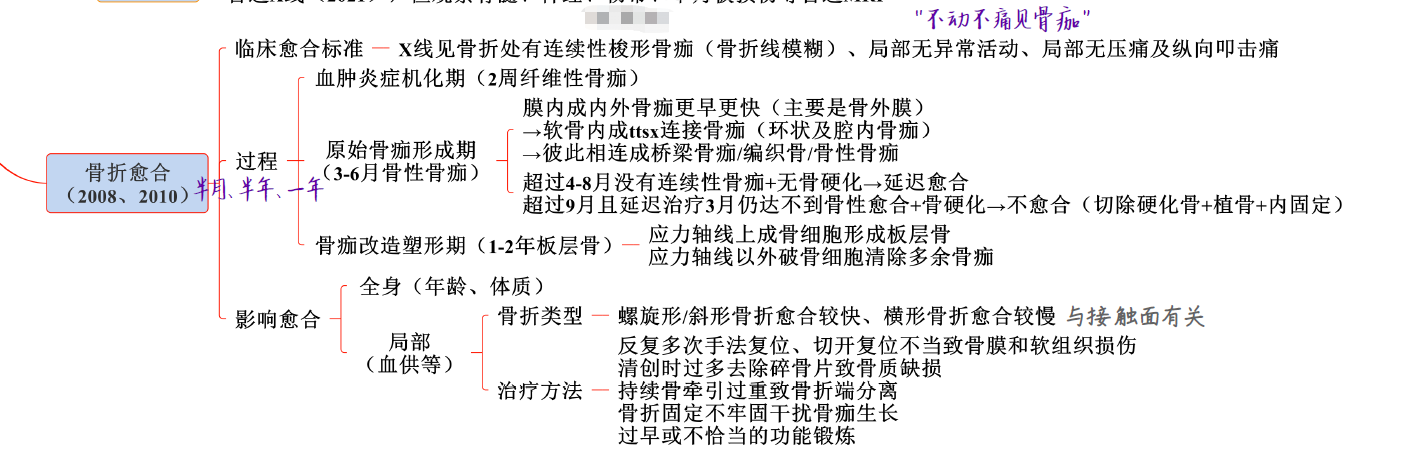 "不动不痛见骨痂"
临床愈合标准 X线见骨折处有连续性梭形骨痂（骨折线模糊）、局部无异常活动、局部无压痛及纵向叩击痛
血肿炎症机化期（2周纤维性骨痂）
膜内成内外骨痂更早更快（主要是骨外膜）
→软骨内成ttsx连接骨痂（环状及腔内骨痂）
→彼此相连成桥梁骨痂/编织骨/骨性骨痂
原始骨痂形成期
（3-6月骨性骨痂）
超过4-8月没有连续性骨痂+无骨硬化→延迟愈合
超过9月且延迟治疗3月仍达不到骨性愈合+骨硬化→不愈合（切除硬化骨+植骨+内固定）
过程
骨折愈合
（2008、2010）
半月、半年、一年
骨痂改造塑形期（1-2年板层骨）
应力轴线上成骨细胞形成板层骨
应力轴线以外破骨细胞清除多余骨痂
影响愈合
全身（年龄、体质）
局部
（血供等）
骨折类型 螺旋形/斜形骨折愈合较快、横形骨折愈合较慢 与接触面有关
治疗方法
反复多次手法复位、切开复位不当致骨膜和软组织损伤
清创时过多去除碎骨片致骨质缺损
持续骨牵引过重致骨折端分离
骨折固定不牢固干扰骨痂生长
过早或不恰当的功能锻炼